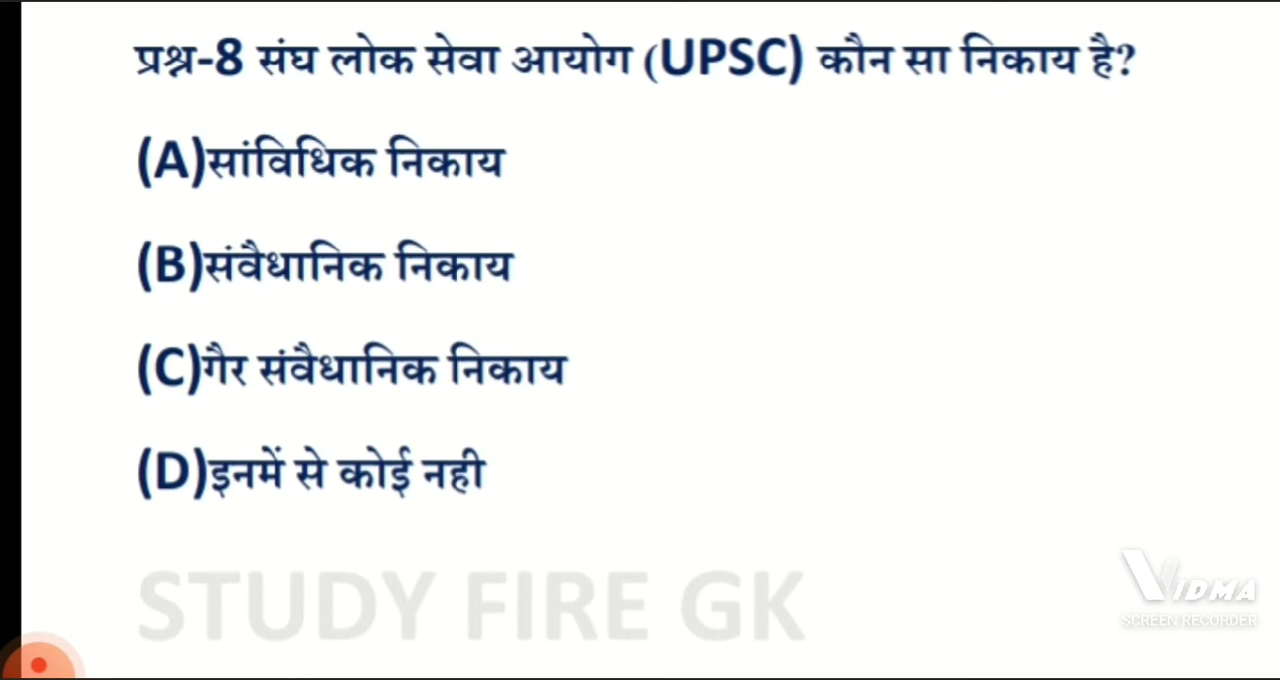 प्रश्न-8 संघ लोक सेवा आयोग (UPSC) कौन सा निकाय है?
(A)सांविधिक निकाय
(B)संवैधानिक निकाय
(C)गैर संवैधानिक निकाय
(D)इनमें से कोई नही
STUDY FIRE GK
VIDMA
SCREEN RECORDER